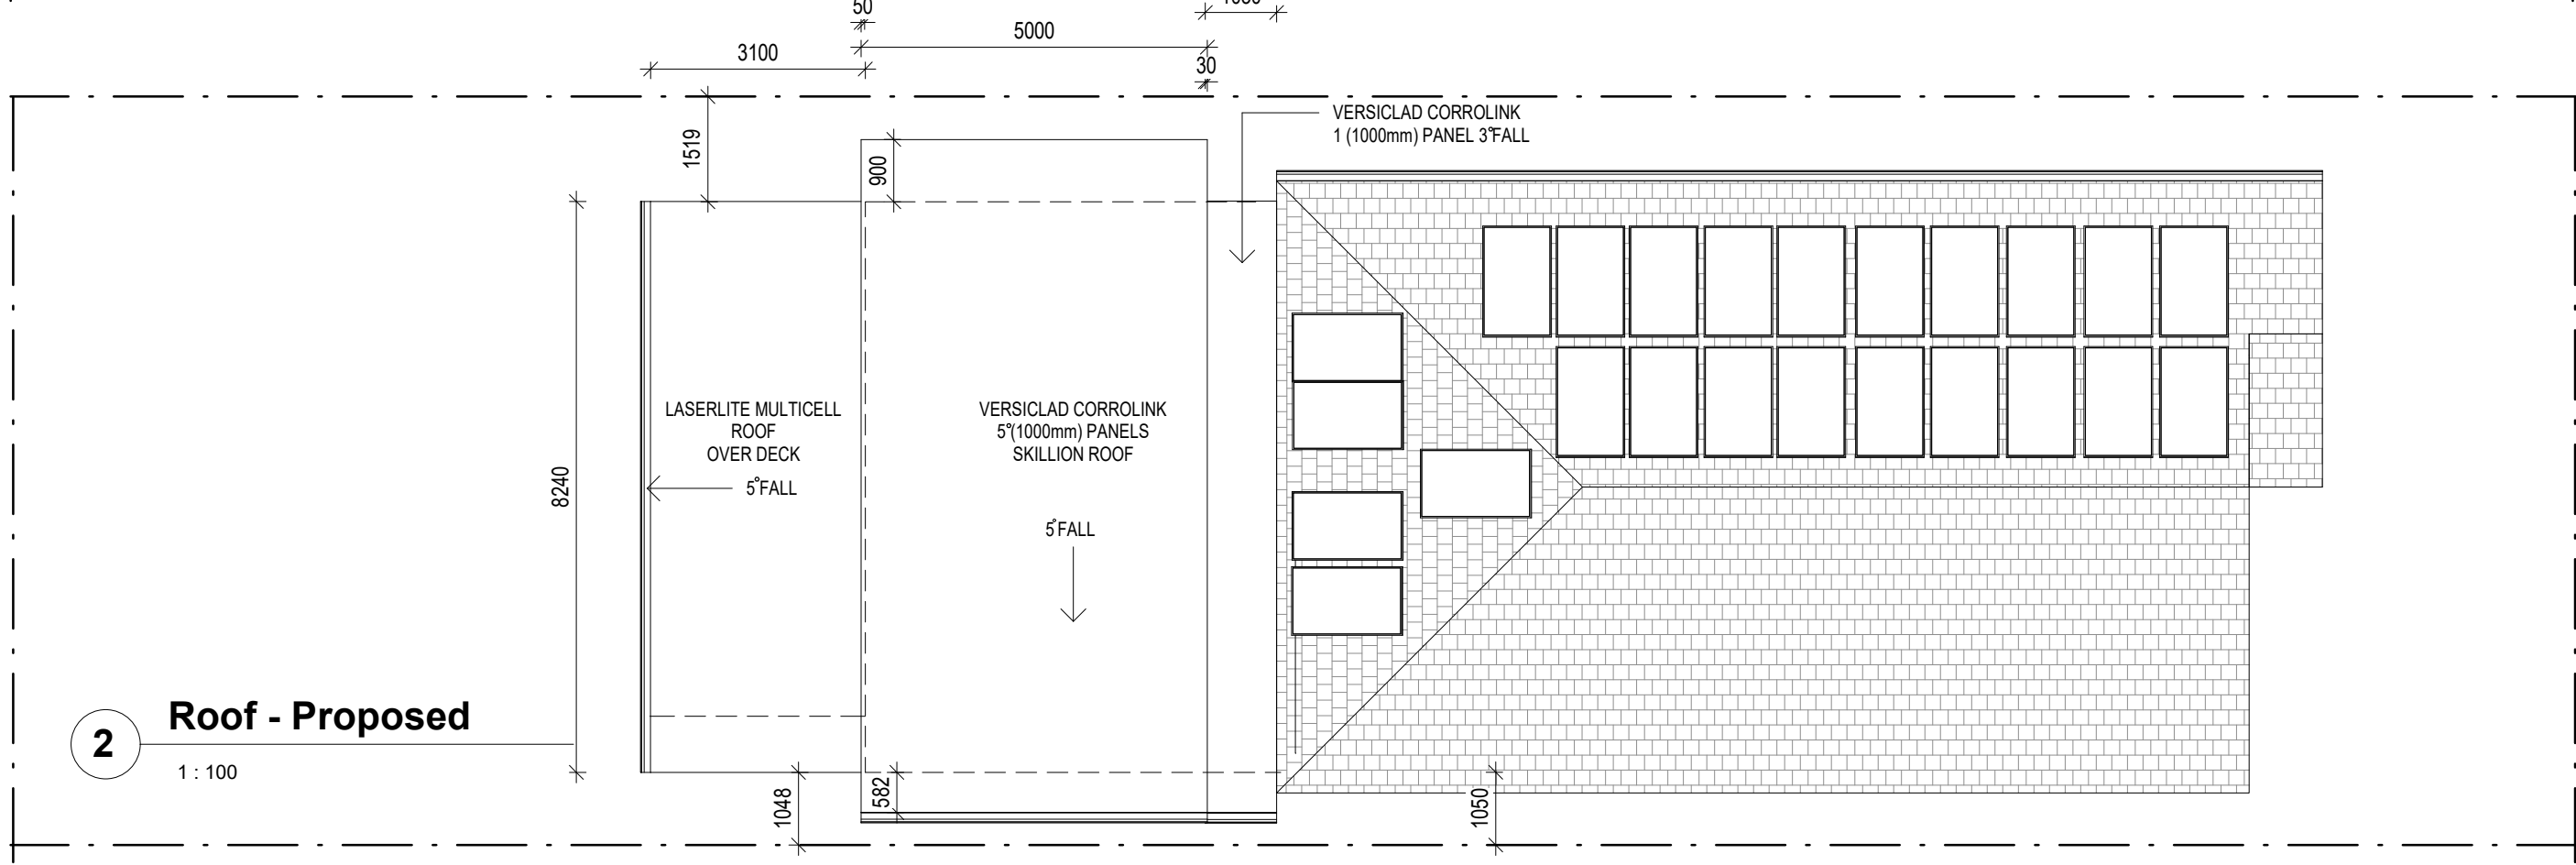 50
5000
3100
30
VERSICLAD CORROLINK
1 (1000mm) PANEL 3°FALL
1519
900
8240
LASERLITE MULTICELL
ROOF
OVER DECK
5°FALL
VERSICLAD CORROLINK
5°(1000mm) PANELS
SKILLION ROOF
5°FALL
2
Roof - Proposed
1 : 100
1048
582
1050